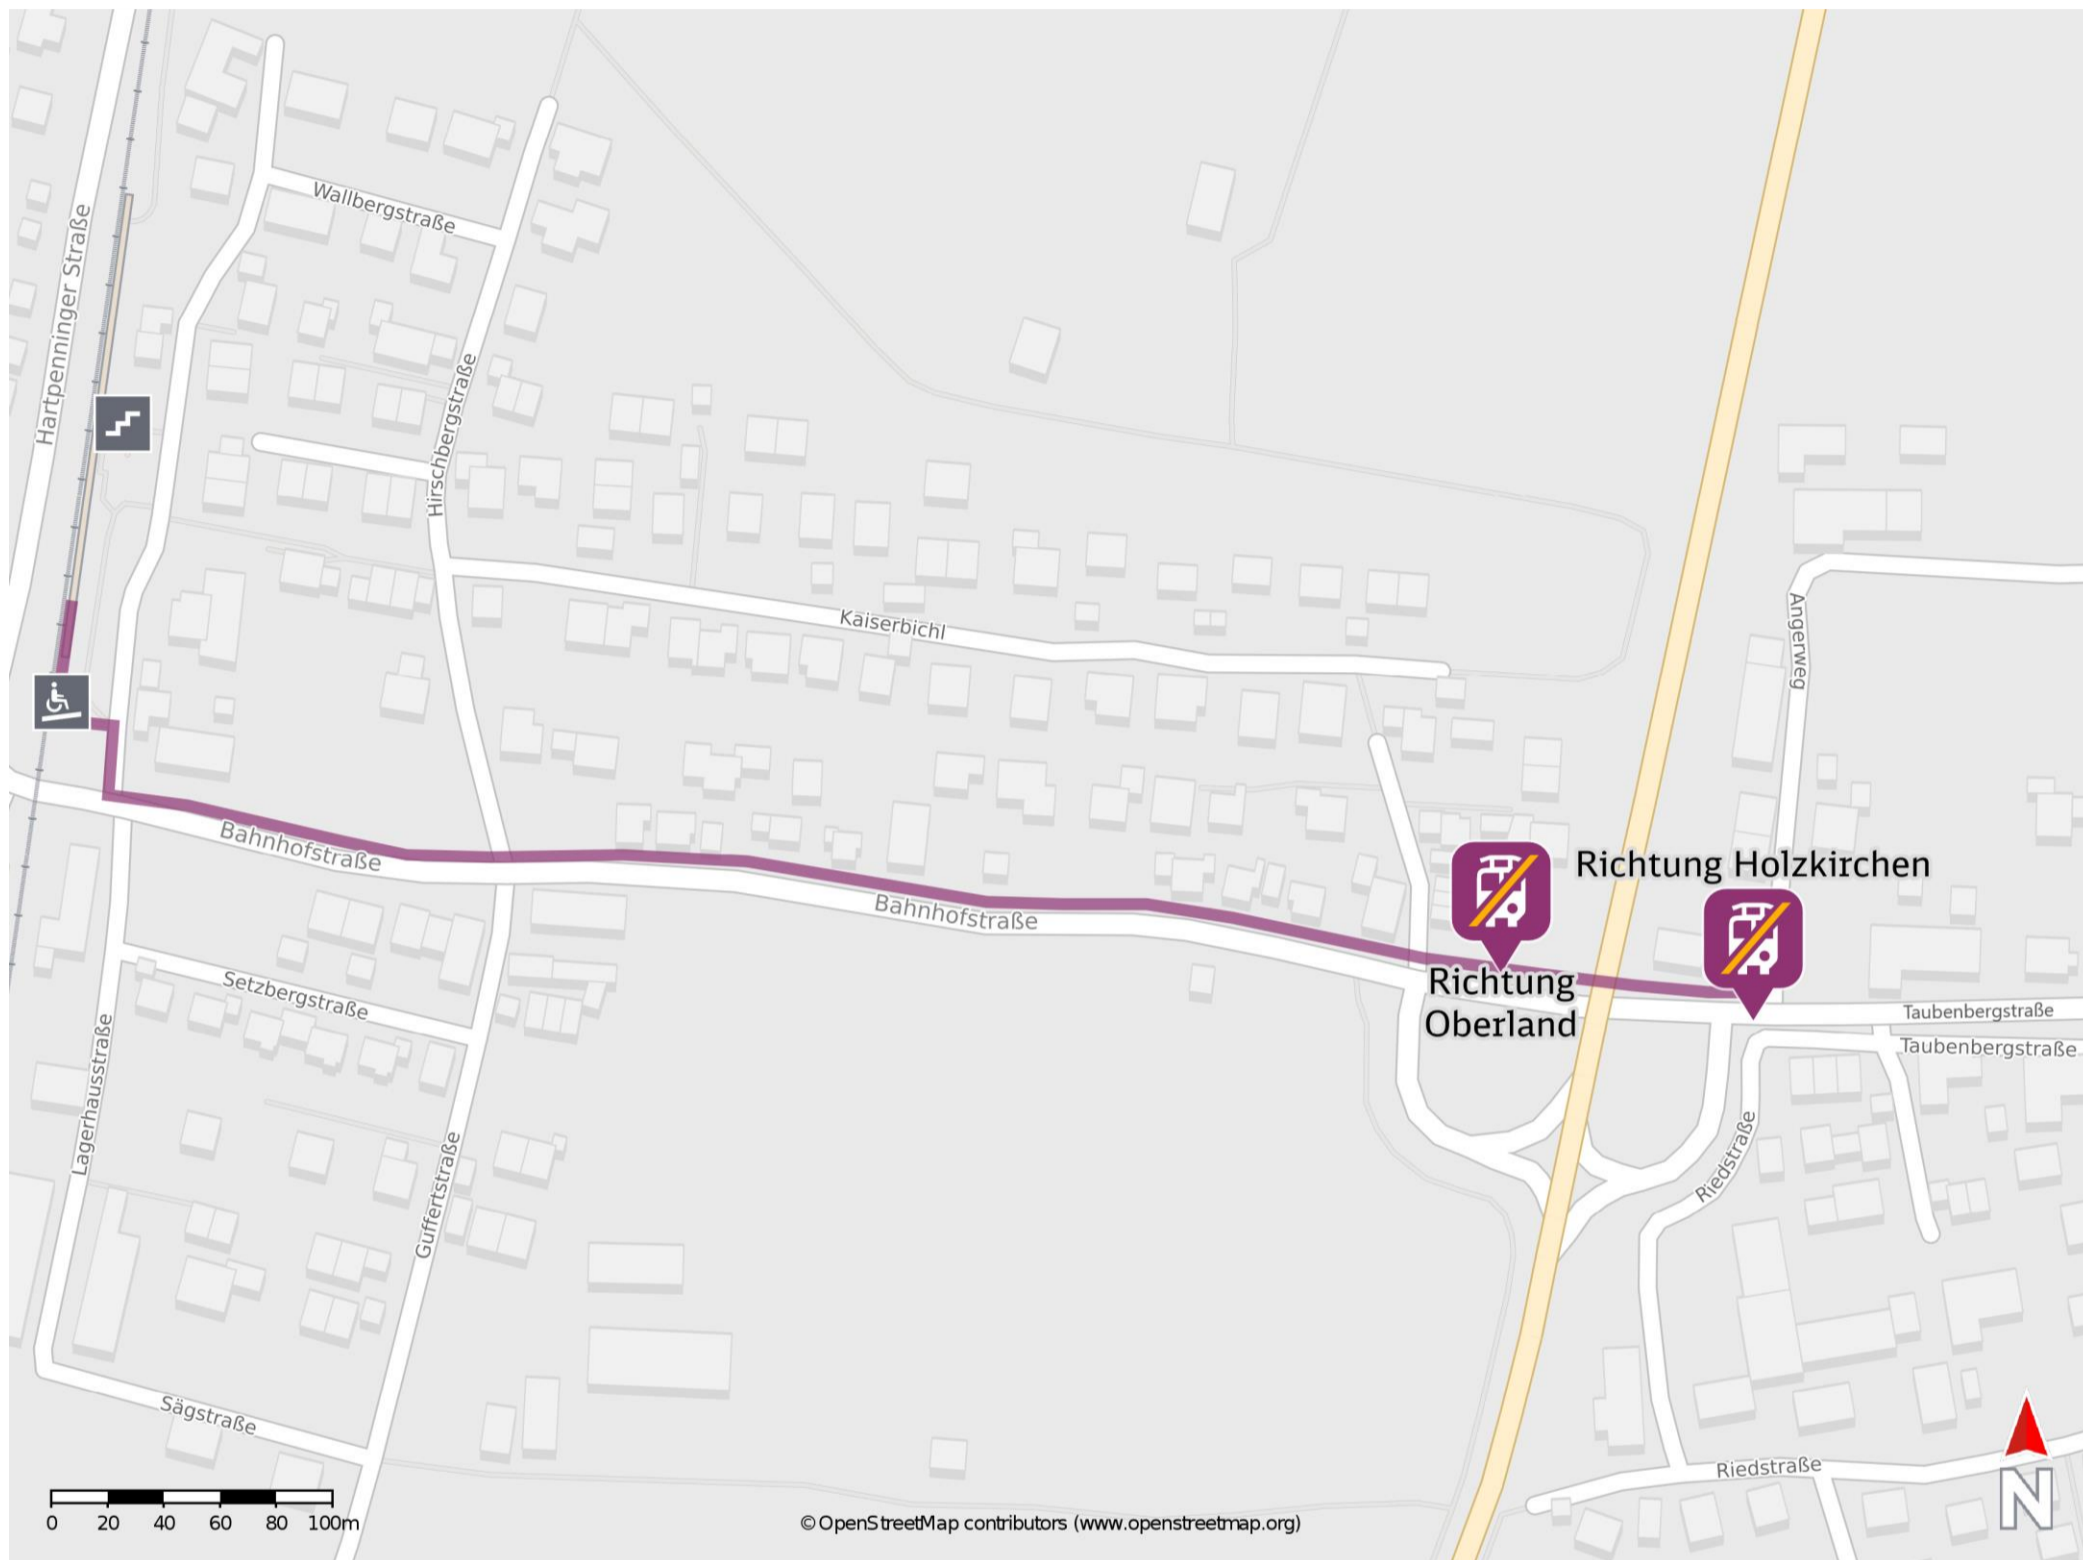 Wallbergstraße
Hartpenninger Straße
Hirschbergstraße
Kaiserbichl
Angerweg
Bahnhofstraße
Richtung Holzkirchen
Bahnhofstraße
Richtung
Oberland
Setzbergstraße
Taubenbergstraße
Taubenbergstraße
Lagerhausstraße
Guffertstraße
Riedstraße
Sägstraße
Riedstraße
N
0 20 40 60 80 100m
© OpenStreetMap contributors (www.openstreetmap.org)